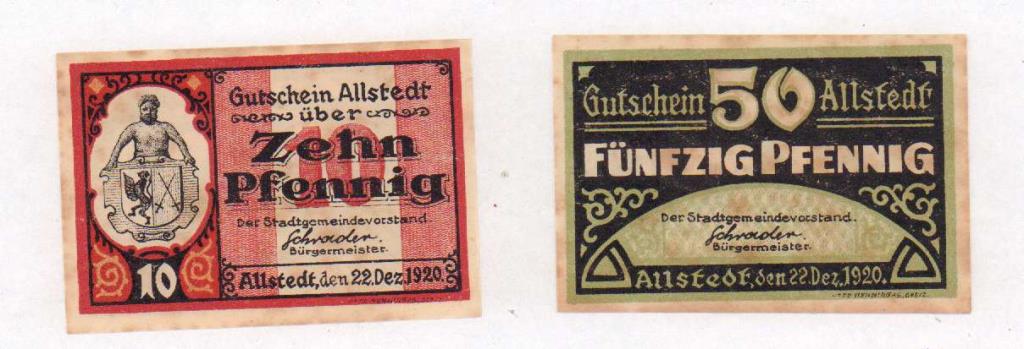 Gutschein Allstedt
über
10
Zehn
Pfennig
Der Stadtgemeindevorstand
Schrader.
Bürgermeister.
10
Allstedt, den 22. Dez. 1920.
Gutschein 50 Allstedt
FÜNFZIG PFENNIG
Der Stadtgemeindevorstand.
Schrader.
Bürgermeister.
Allstedt, den 22. Dez. 1920.